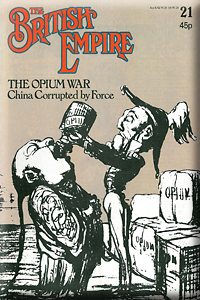 THE
BRITISH
EMPIRE
21
45p
THE OPIUM WAR
China Corrupted by Force
OPIUM
OPIUM
OPIUM